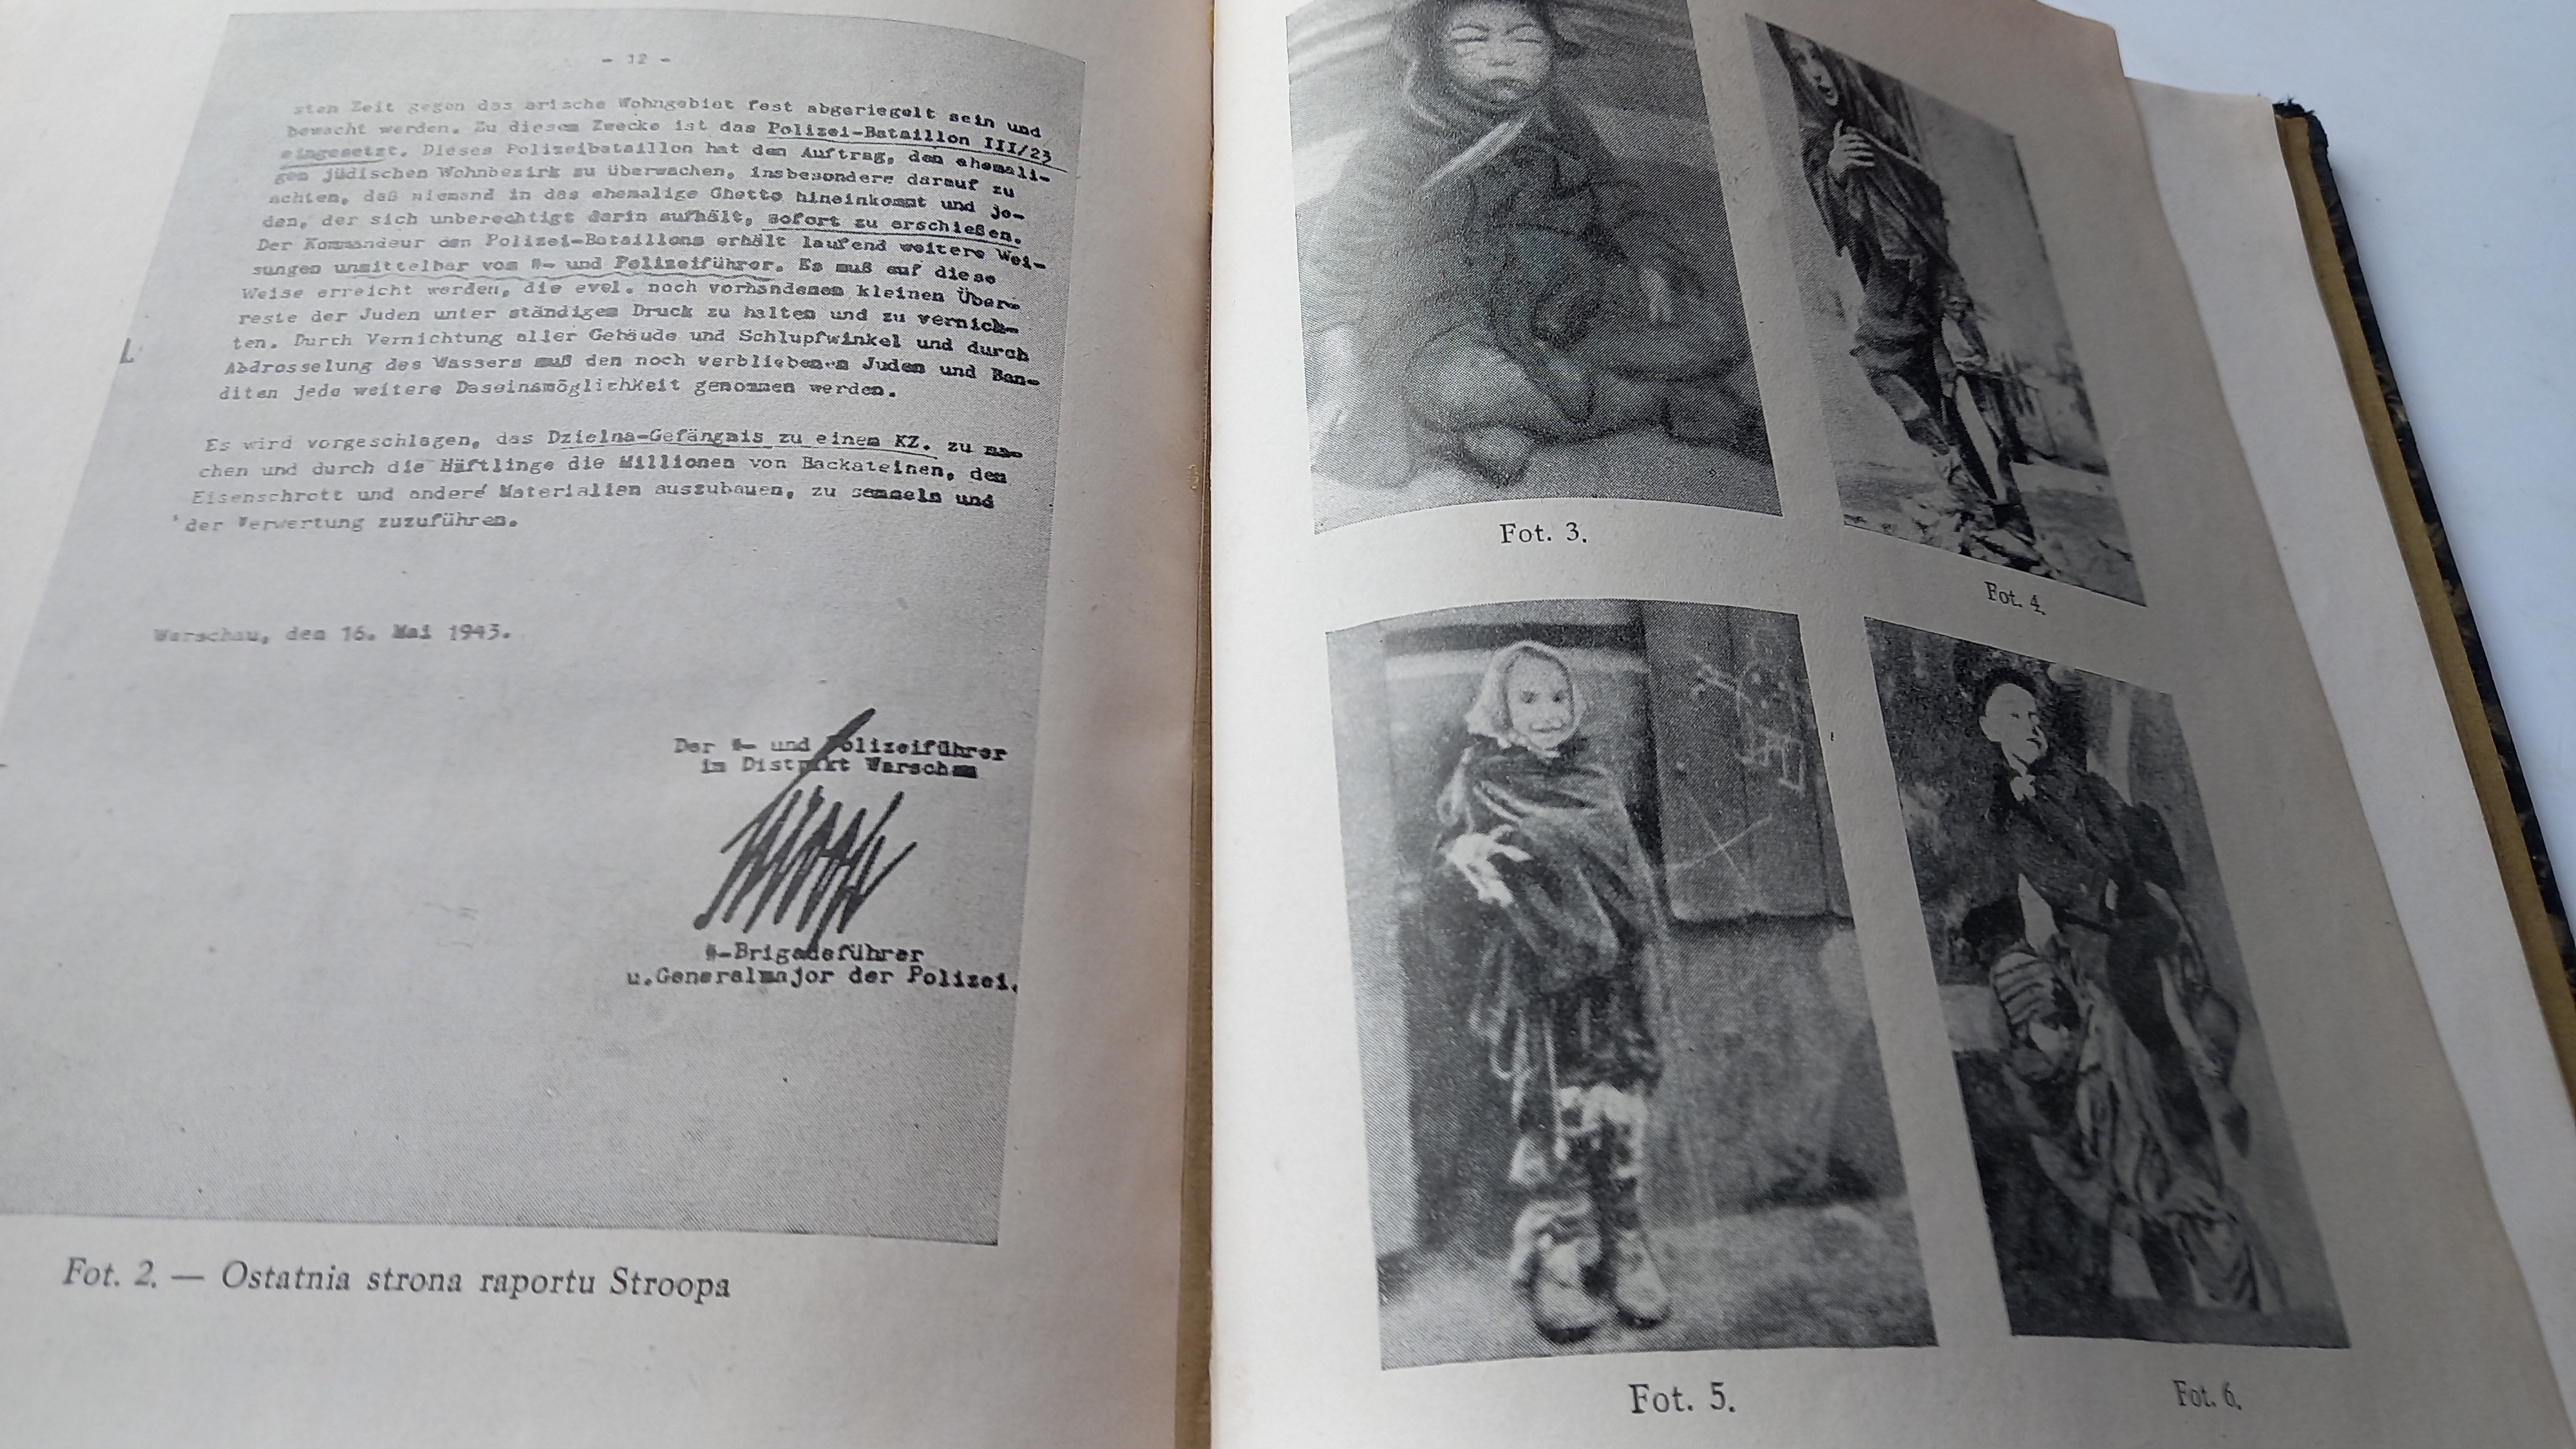 - 12 -
sten Zeit gegen das arische Wohngebiet fest abgeriegelt sein und
bewacht werden. Zu diesem Zwecke ist das Polizei-Bataillon III/23
eingesetzt. Dieses Polizeibataillon hat den Auftrag, den ehemali-
gen jüdischen Wohnbezirk zu überwachen, insbesondere darauf zu
achten, daß niemand in das ehemalige Ghetto hineinkommt und je-
den, der sich unberechtigt darin aufhält, sofort zu erschießen.
Der Kommandeur den Polizei-Bataillons erhält laufend weitere Wei-
sungen unmittelbar vom ᛋᛋ- und Polizeiführer. Es muß auf diese
Weise erreicht werden, die evel. noch vorhandenen kleinen Über-
reste der Juden unter ständigem Druck zu halten und zu vernich-
ten. Durch Vernichtung aller Gebäude und Schlupfwinkel und durch
Abdrosselung des Wassers muß den noch verbliebenen Juden und Ban-
diten jede weitere Daseinsmöglichkeit genommen werden.
Es wird vorgeschlagen, das Dzielna-Gefängnis zu einem KZ. zu ma-
chen und durch die Häftlinge die Millionen von Backsteinen, den
Eisenschrott und andere Materialien auszubauen, zu sammeln und
der Verwertung zuzuführen.
Warschau, den 16. Mai 1943.
Der ᛋᛋ- und Polizeiführer
im Distrikt Warschau
ᛋᛋ-Brigadeführer
u.Generalmajor der Polizei.
Fot. 2. — Ostatnia strona raportu Stroopa
Fot. 3.
Fot. 4.
Fot. 5.
Fot. 6.